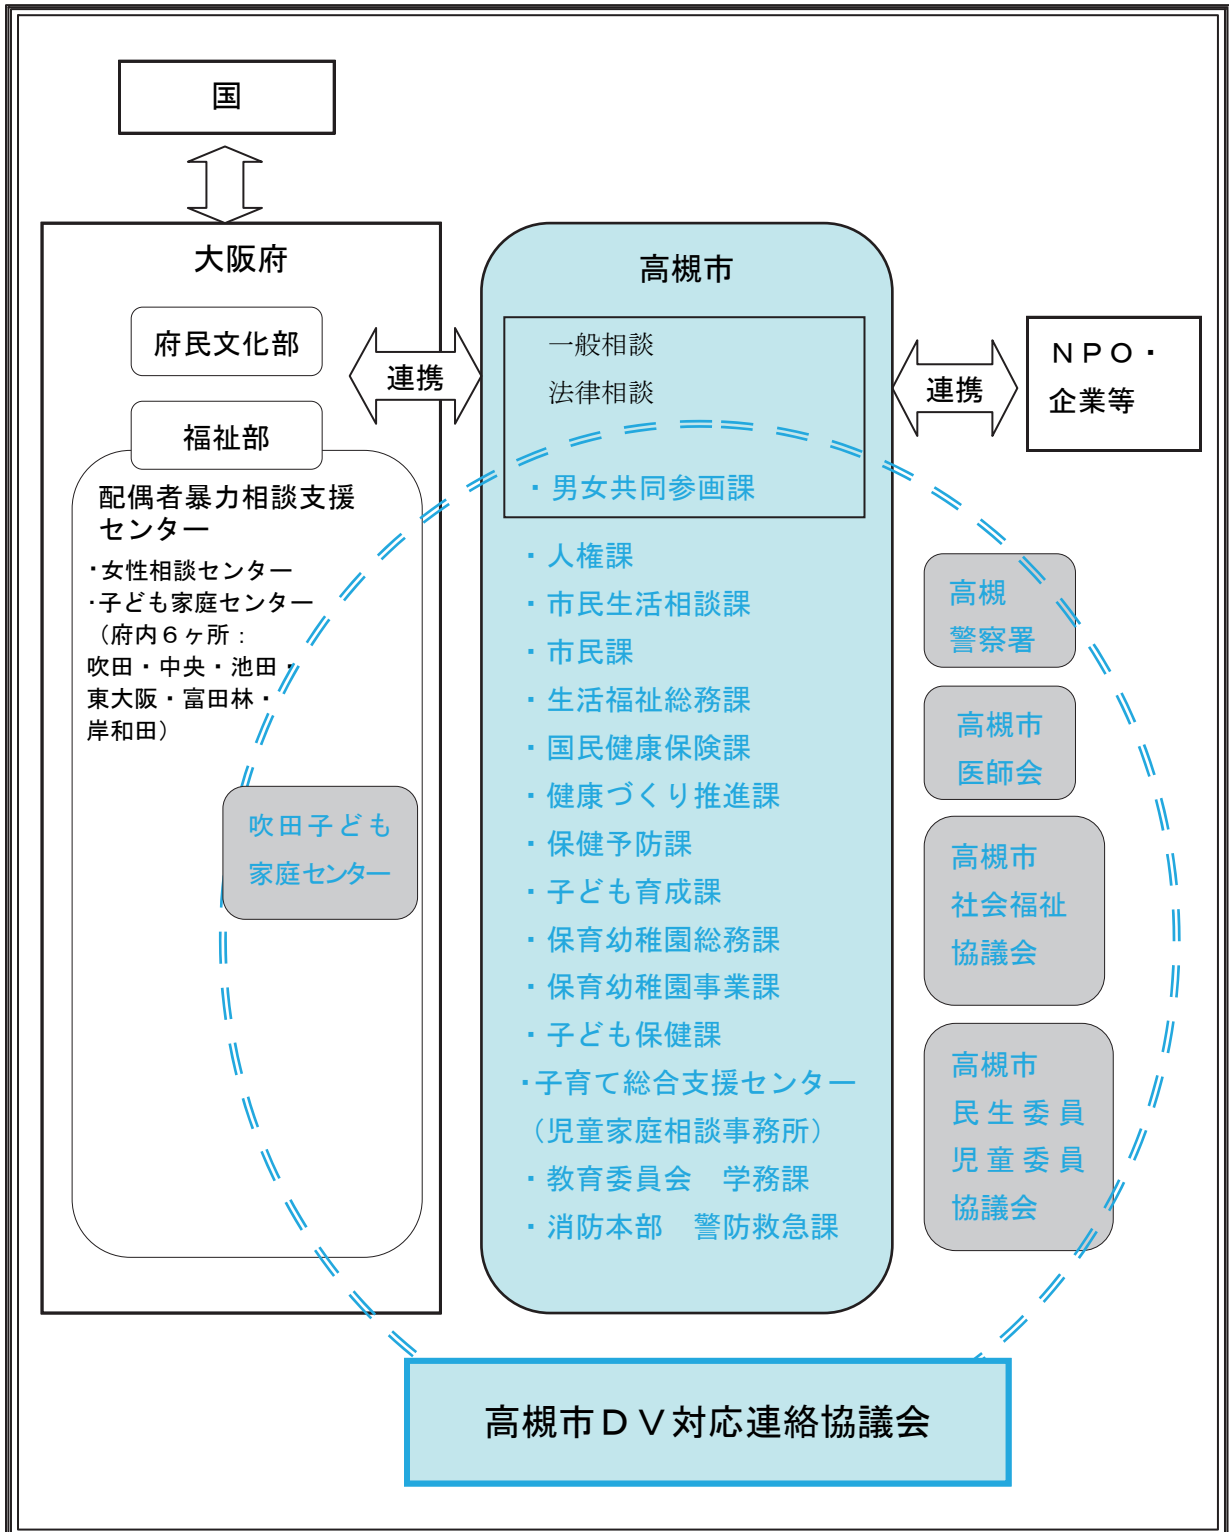 国
大阪府
府民文化部
福祉部
配偶者暴力相談支援
センター
・女性相談センター
・子ども家庭センター
（府内６ヶ所：
吹田・中央・池田・
東大阪・富田林・
岸和田）
吹田子ども
家庭センター
連携
高槻市
一般相談
法律相談
・男女共同参画課
・人権課
・市民生活相談課
・市民課
・生活福祉総務課
・国民健康保険課
・健康づくり推進課
・保健予防課
・子ども育成課
・保育幼稚園総務課
・保育幼稚園事業課
・子ども保健課
・子育て総合支援センター
（児童家庭相談事務所）
・教育委員会　学務課
・消防本部　警防救急課
連携
ＮＰＯ・
企業等
高槻
警察署
高槻市
医師会
高槻市
社会福祉
協議会
高槻市
民生委員
児童委員
協議会
高槻市ＤＶ対応連絡協議会